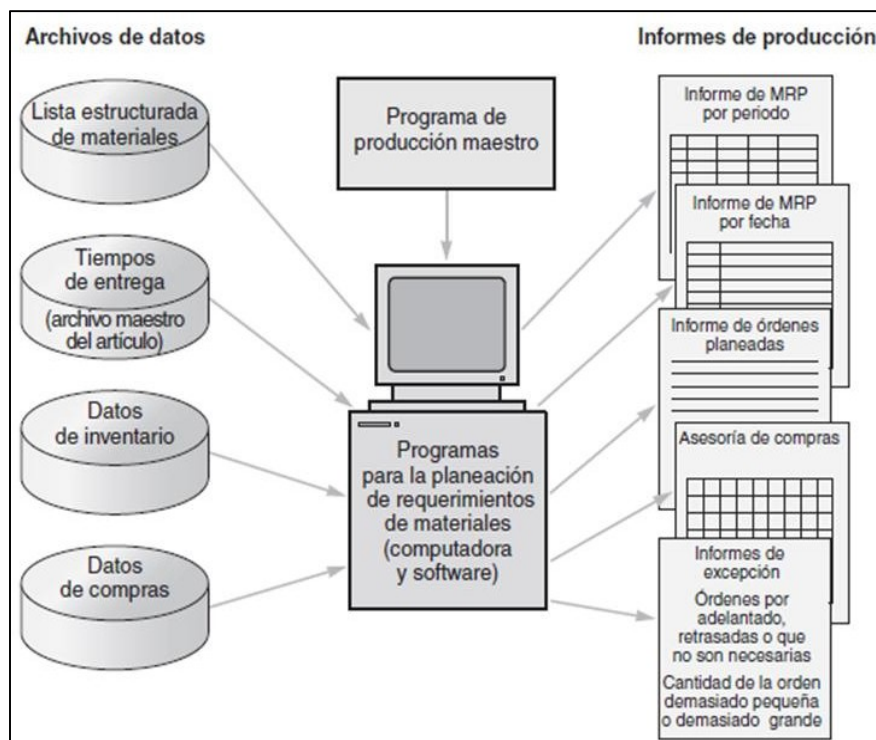 Archivos de datos
Lista estructurada
de materiales
Tiempos
de entrega
(archivo maestro
del artículo)
Datos
de inventario
Datos
de compras
Programa de
producción maestro
Programas
para la planeación
de requerimientos
de materiales
(computadora
y software)
Informes de producción
Informe de MRP
por periodo
Informe de MRP
por fecha
Informe de órdenes
planeadas
Asesoría de compras
Informes de
excepción
Órdenes por
adelantado,
retrasadas o que
no son necesarias
Cantidad de la orden
demasiado pequeña
o demasiado grande